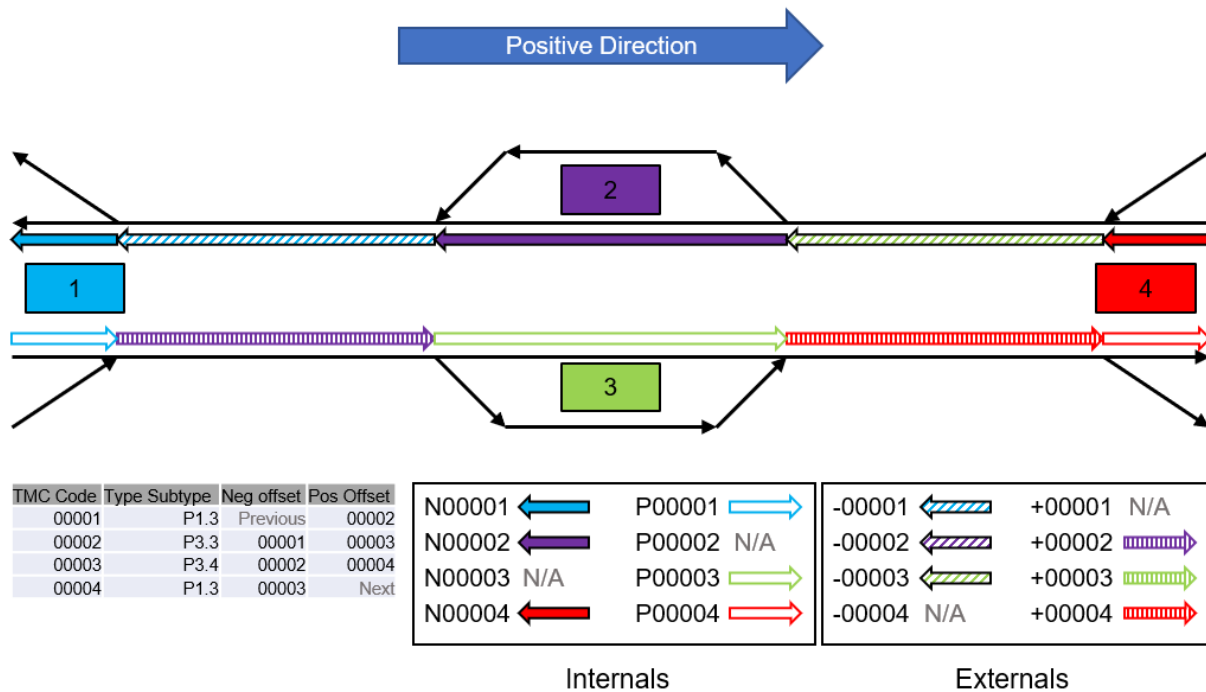 Positive Direction
2
1
4
3
TMC Code Type Subtype Neg offset Pos Offset
00001 P1.3 Previous 00002
00002 P3.3 00001 00003
00003 P3.4 00002 00004
00004 P1.3 00003 Next
N00001 P00001
N00002 P00002 N/A
N00003 N/A P00003
N00004 P00004
Internals
-00001 +00001 N/A
-00002 +00002
-00003 +00003
-00004 N/A +00004
Externals